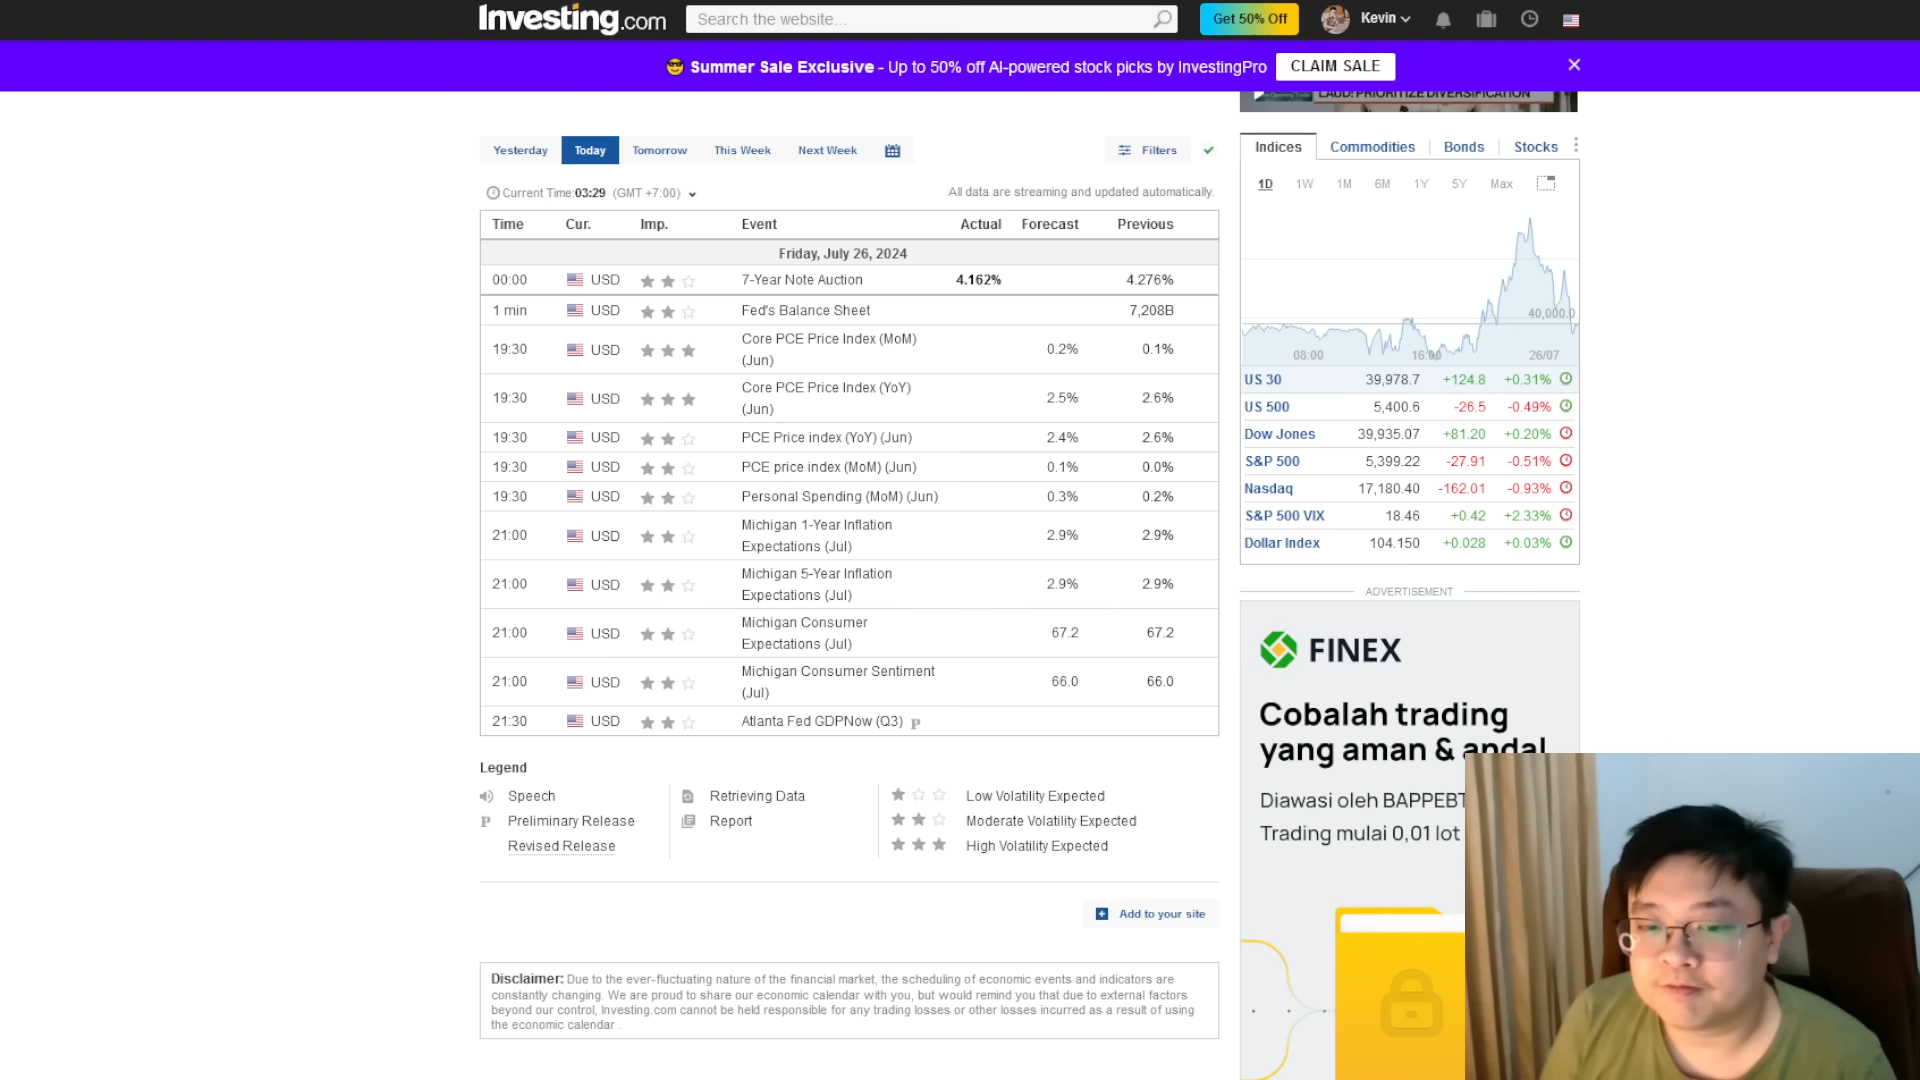 Investing.com
Search the website...
Get 50% Off
Kevin
Summer Sale Exclusive - Up to 50% off AI-powered stock picks by InvestingPro
CLAIM SALE
LAUD: PRIORITIZE DIVERSIFICATION
Yesterday Today Tomorrow This Week Next Week
Filters
Current Time:03:29 (GMT +7:00)
All data are streaming and updated automatically.
Time Cur. Imp. Event Actual Forecast Previous
Friday, July 26, 2024
00:00 USD 7-Year Note Auction 4.162% 4.276%
1 min USD Fed's Balance Sheet 7,208B
19:30 USD Core PCE Price Index (MoM) (Jun) 0.2% 0.1%
19:30 USD Core PCE Price Index (YoY) (Jun) 2.5% 2.6%
19:30 USD PCE Price index (YoY) (Jun) 2.4% 2.6%
19:30 USD PCE price index (MoM) (Jun) 0.1% 0.0%
19:30 USD Personal Spending (MoM) (Jun) 0.3% 0.2%
21:00 USD Michigan 1-Year Inflation Expectations (Jul) 2.9% 2.9%
21:00 USD Michigan 5-Year Inflation Expectations (Jul) 2.9% 2.9%
21:00 USD Michigan Consumer Expectations (Jul) 67.2 67.2
21:00 USD Michigan Consumer Sentiment (Jul) 66.0 66.0
21:30 USD Atlanta Fed GDPNow (Q3) P
Legend
Speech
P Preliminary Release
Revised Release
Retrieving Data
Report
Low Volatility Expected
Moderate Volatility Expected
High Volatility Expected
Add to your site
Disclaimer: Due to the ever-fluctuating nature of the financial market, the scheduling of economic events and indicators are
constantly changing. We are proud to share our economic calendar with you, but would remind you that due to external factors
beyond our control, Investing.com cannot be held responsible for any trading losses or other losses incurred as a result of using
the economic calendar .
Indices Commodities Bonds Stocks
1D 1W 1M 6M 1Y 5Y Max
40,000.0
08:00 16:00 26/07
US 30 39,978.7 +124.8 +0.31%
US 500 5,400.6 -26.5 -0.49%
Dow Jones 39,935.07 +81.20 +0.20%
S&P 500 5,399.22 -27.91 -0.51%
Nasdaq 17,180.40 -162.01 -0.93%
S&P 500 VIX 18.46 +0.42 +2.33%
Dollar Index 104.150 +0.028 +0.03%
ADVERTISEMENT
FINEX
Cobalah trading
yang aman & andal
Diawasi oleh BAPPEBT
Trading mulai 0,01 lot